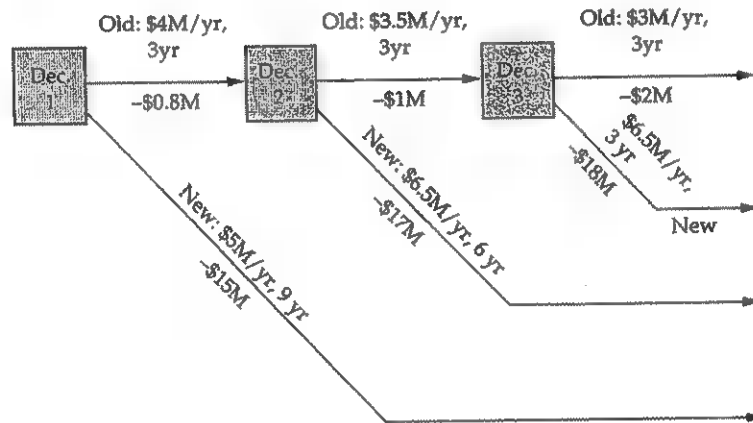 Old: $4M/yr,
3yr
Old: $3.5M/yr,
3yr
Old: $3M/yr,
3yr
Dec
1
Dec
2
Dec
3
–$0.8M
–$1M
–$2M
$6.5M/yr,
3 yr
–$18M
New
New: $6.5M/yr, 6 yr
–$17M
New: $5M/yr, 9 yr
–$15M